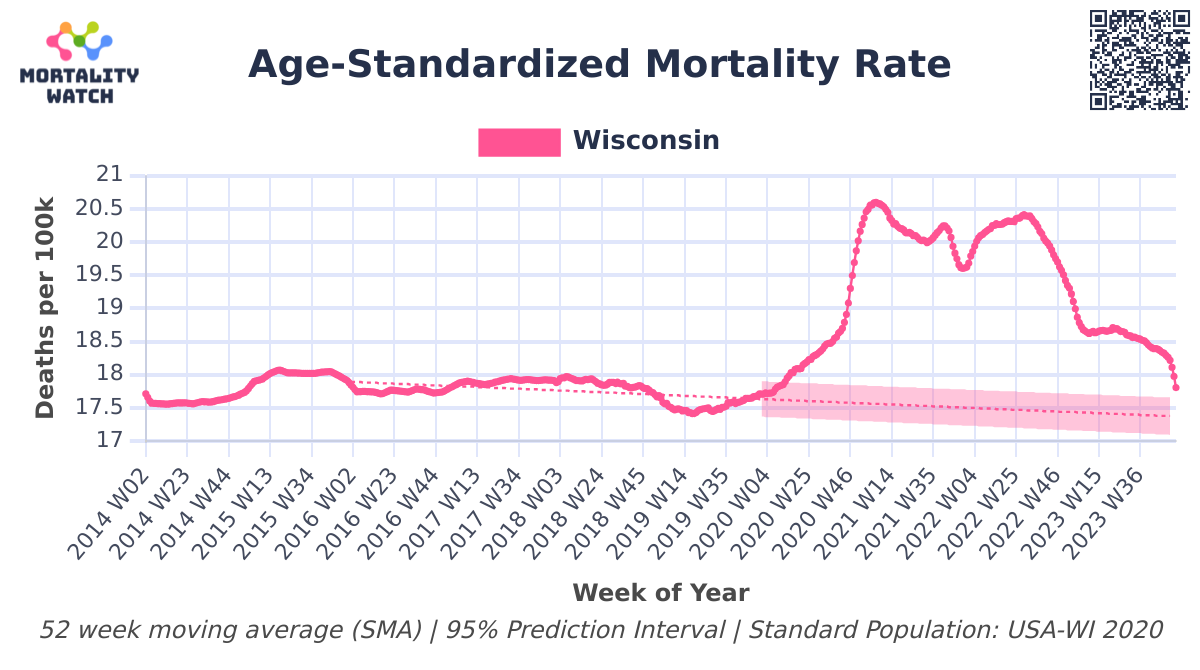 MORTALITY
WATCH
Age-Standardized Mortality Rate
Wisconsin
Deaths per 100k
21
20.5
20
19.5
19
18.5
18
17.5
17
2014 W02
2014 W23
2014 W44
2015 W13
2015 W34
2016 W02
2016 W23
2016 W44
2017 W13
2017 W34
2018 W03
2018 W24
2018 W45
2019 W14
2019 W35
2020 W04
2020 W25
2020 W46
2021 W14
2021 W35
2022 W04
2022 W25
2022 W46
2023 W15
2023 W36
Week of Year
52 week moving average (SMA) | 95% Prediction Interval | Standard Population: USA-WI 2020